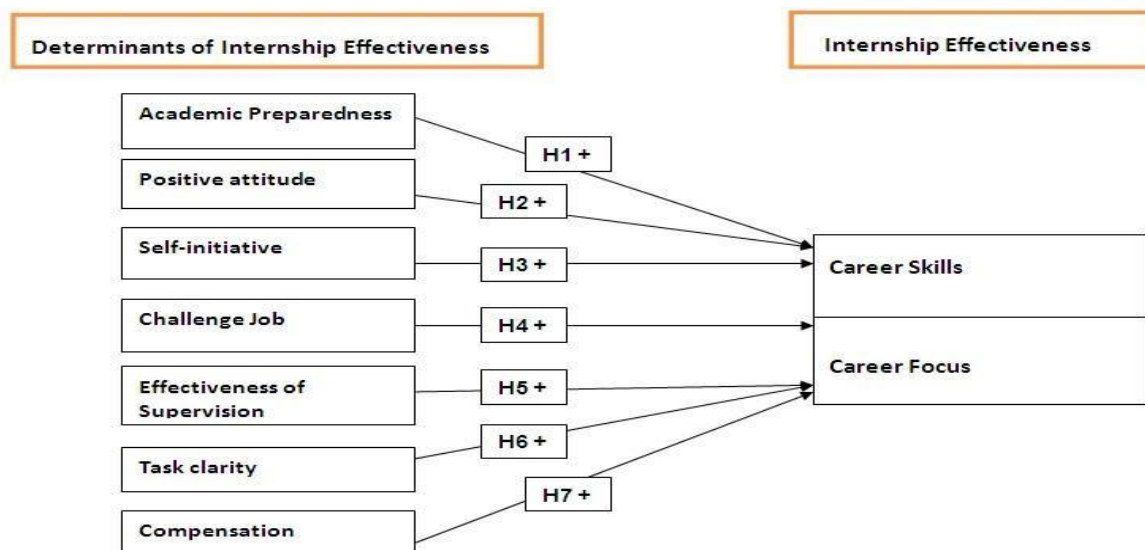 Determinants of Internship Effectiveness
Internship Effectiveness
Academic Preparedness
H1 +
Positive attitude
H2 +
Self-initiative
H3 +
Career Skills
Challenge Job
H4 +
Career Focus
Effectiveness of
Supervision
H5 +
H6 +
Task clarity
H7 +
Compensation